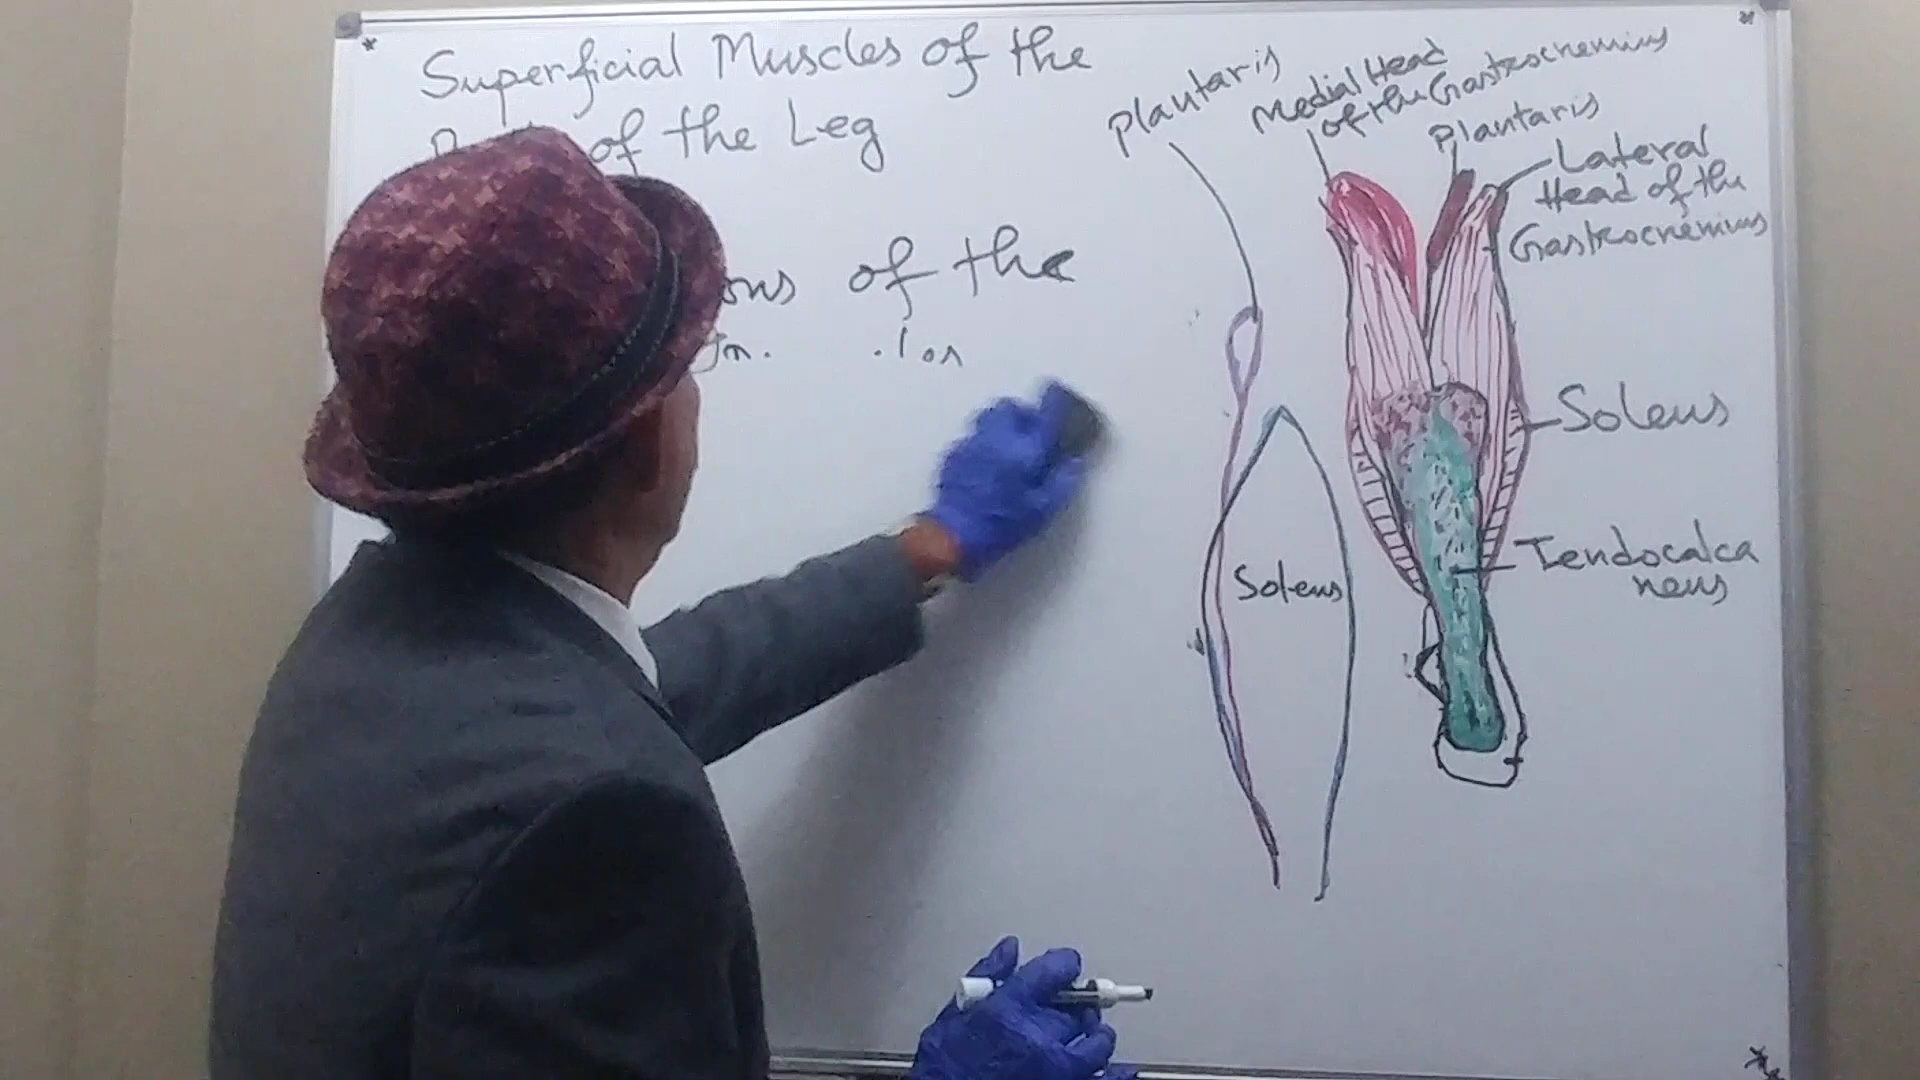 Superficial Muscles of the
of the Leg
of the
Plantaris
Medial Head
of the Gastrocnemius
Plantaris
Lateral
Head of the
Gastrocnemius
Soleus
Tendocalca
neus
Soleus